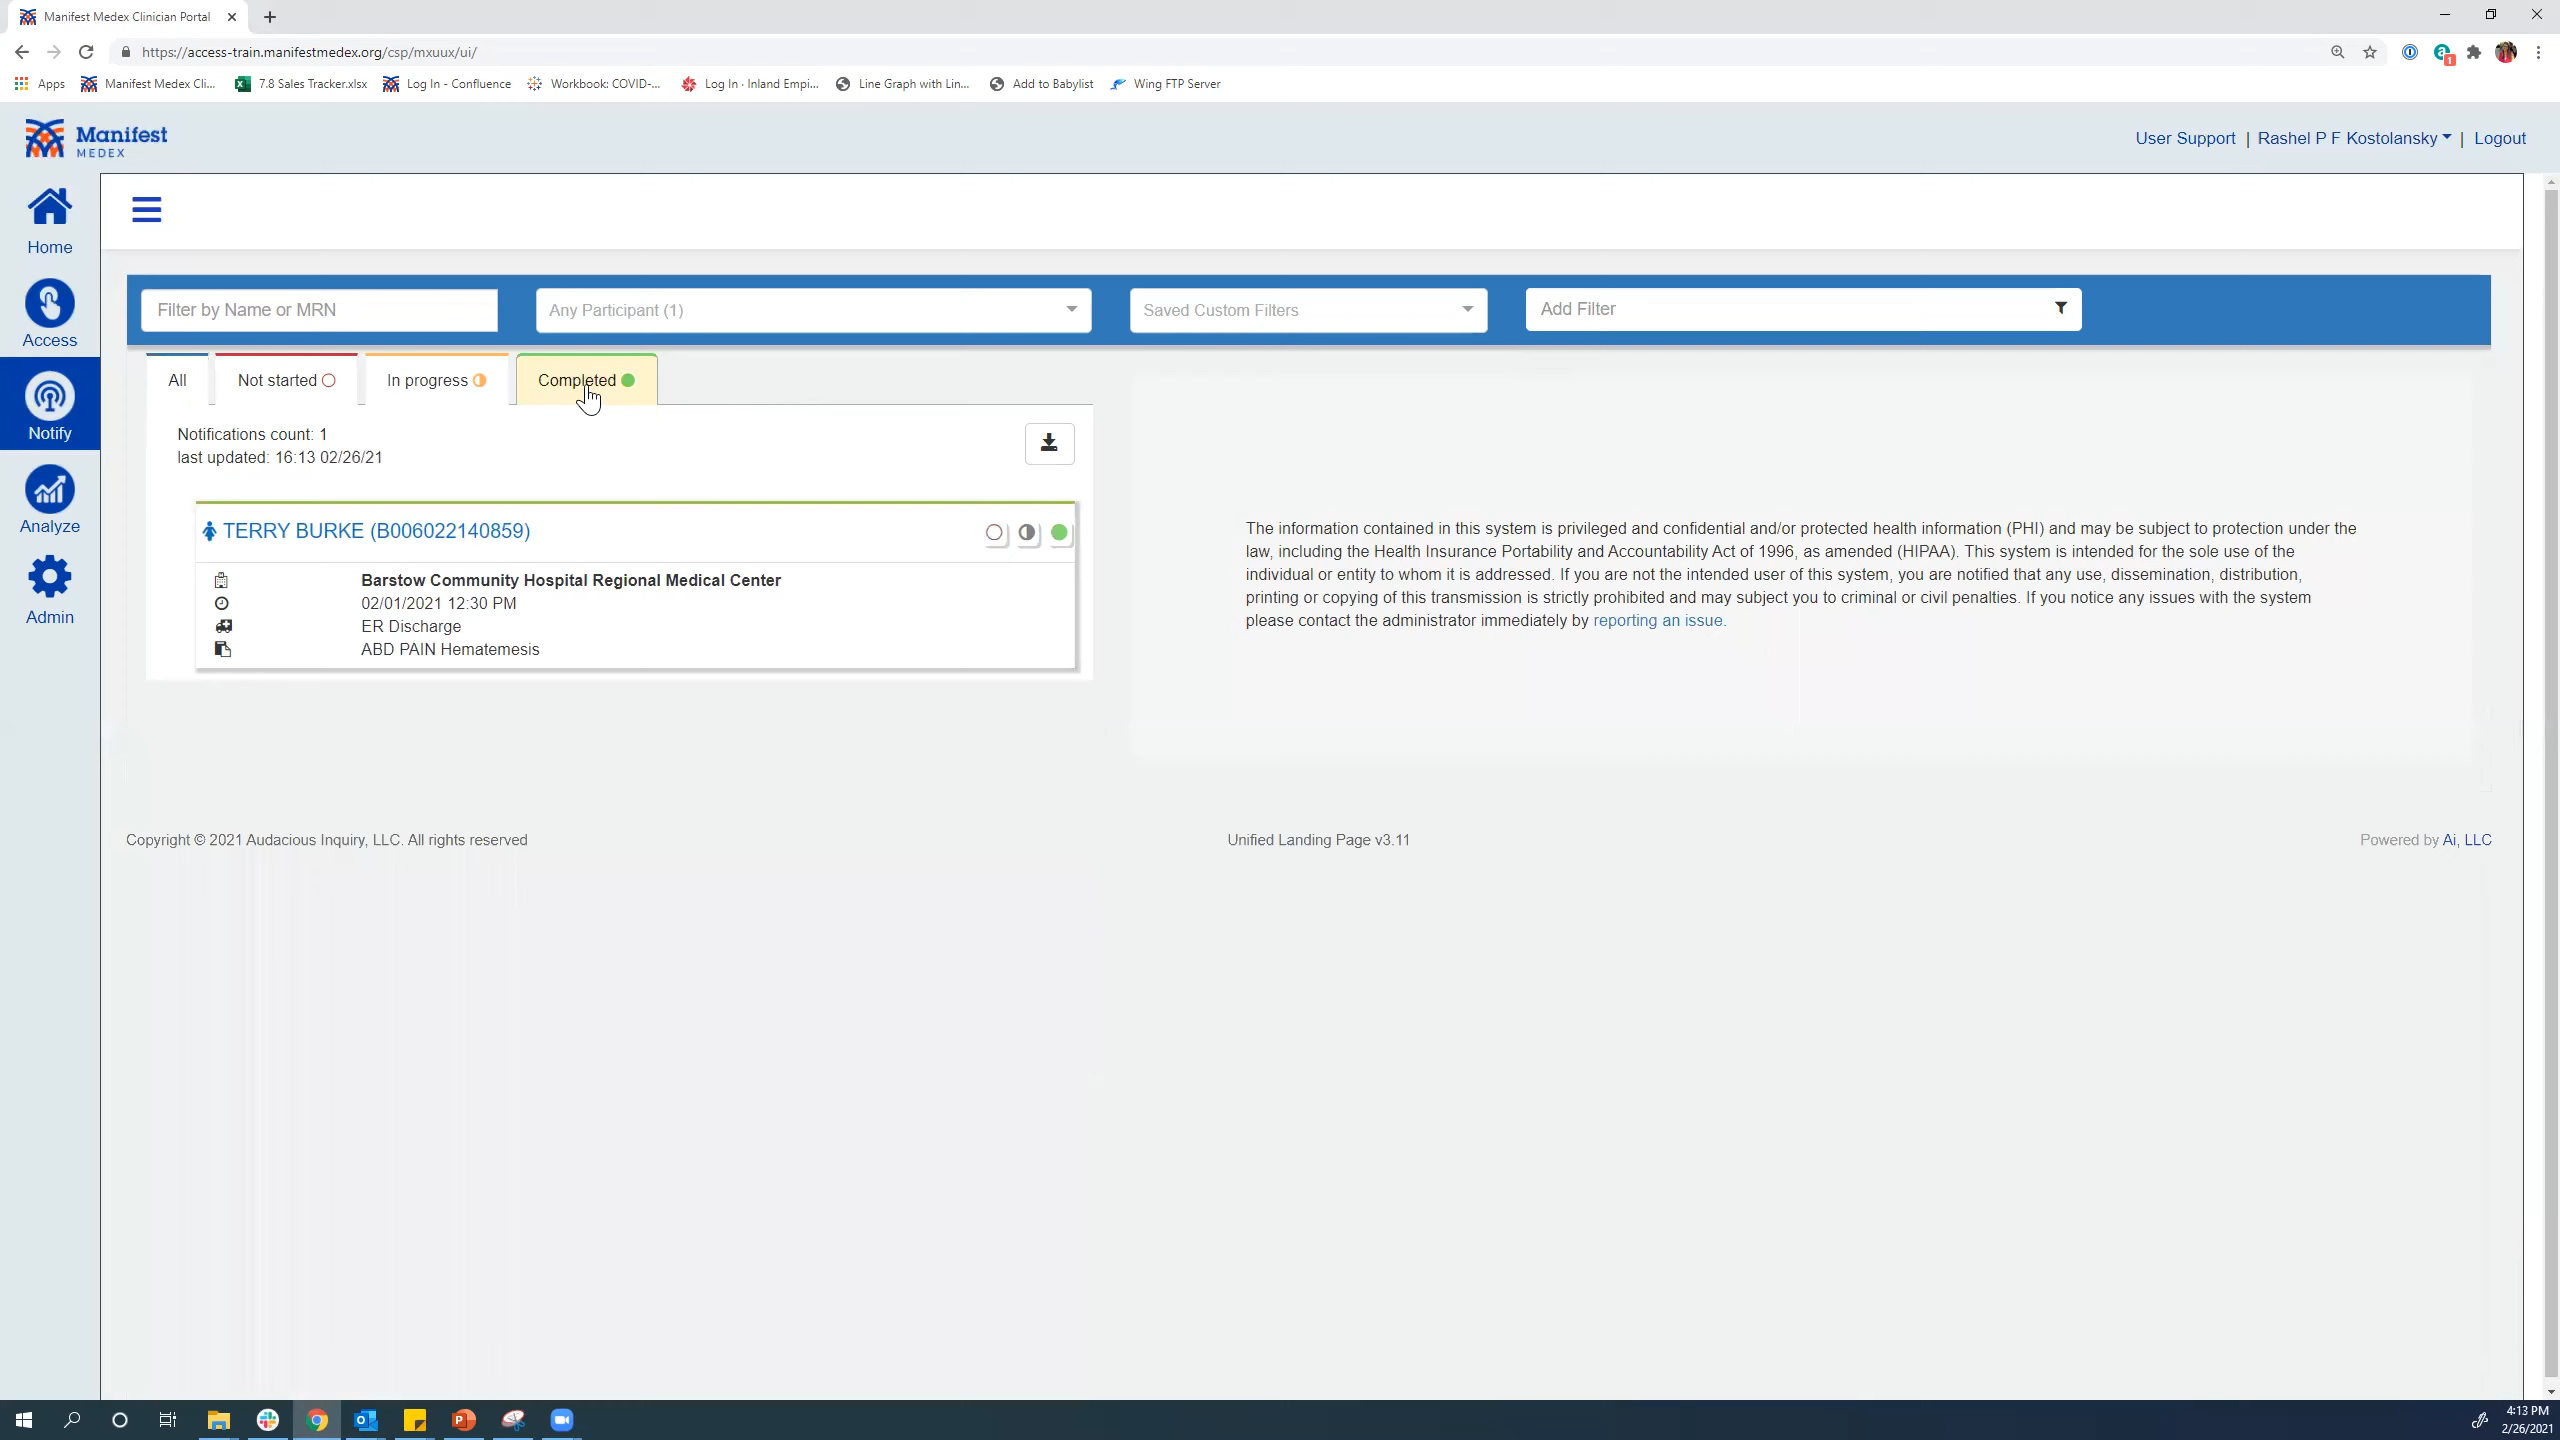 Manifest Medex Clinician Portal
https://access-train.manifestmedex.org/csp/mxuux/ui/
Apps
Manifest Medex Cli...
7.8 Sales Tracker.xlsx
Log In - Confluence
Workbook: COVID-...
Log In · Inland Empi...
Line Graph with Lin...
Add to Babylist
Wing FTP Server
Manifest
MEDEX
User Support | Rashel P F Kostolansky | Logout
Home
Access
Notify
Analyze
Admin
Filter by Name or MRN
Any Participant (1)
Saved Custom Filters
Add Filter
All
Not started
In progress
Completed
Notifications count: 1
last updated: 16:13 02/26/21
TERRY BURKE (B006022140859)
Barstow Community Hospital Regional Medical Center
02/01/2021 12:30 PM
ER Discharge
ABD PAIN Hematemesis
The information contained in this system is privileged and confidential and/or protected health information (PHI) and may be subject to protection under the
law, including the Health Insurance Portability and Accountability Act of 1996, as amended (HIPAA). This system is intended for the sole use of the
individual or entity to whom it is addressed. If you are not the intended user of this system, you are notified that any use, dissemination, distribution,
printing or copying of this transmission is strictly prohibited and may subject you to criminal or civil penalties. If you notice any issues with the system
please contact the administrator immediately by reporting an issue.
Copyright © 2021 Audacious Inquiry, LLC. All rights reserved
Unified Landing Page v3.11
Powered by Ai, LLC
4:13 PM
2/26/2021